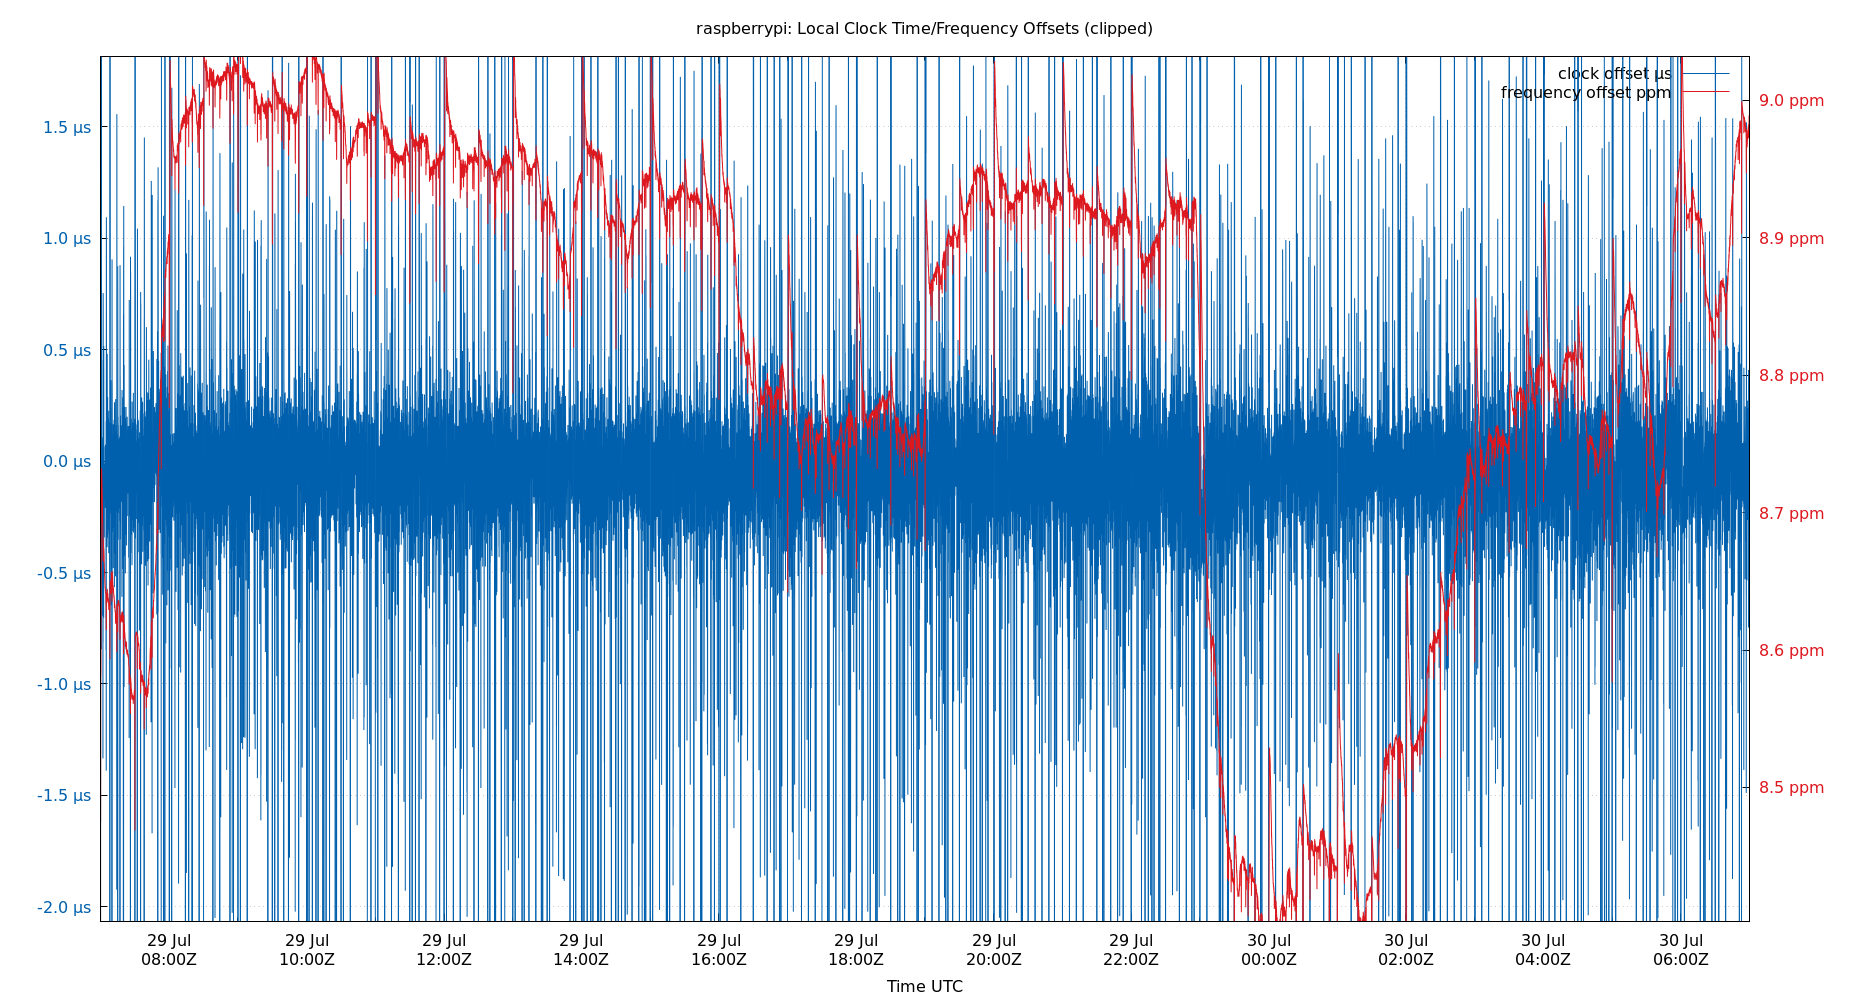 raspberrypi: Local Clock Time/Frequency Offsets (clipped)
clock offset µs
frequency offset ppm
1.5 µs
1.0 µs
0.5 µs
0.0 µs
-0.5 µs
-1.0 µs
-1.5 µs
-2.0 µs
9.0 ppm
8.9 ppm
8.8 ppm
8.7 ppm
8.6 ppm
8.5 ppm
29 Jul 29 Jul 29 Jul 29 Jul 29 Jul 29 Jul 29 Jul 29 Jul 30 Jul 30 Jul 30 Jul 30 Jul
08:00Z 10:00Z 12:00Z 14:00Z 16:00Z 18:00Z 20:00Z 22:00Z 00:00Z 02:00Z 04:00Z 06:00Z
Time UTC